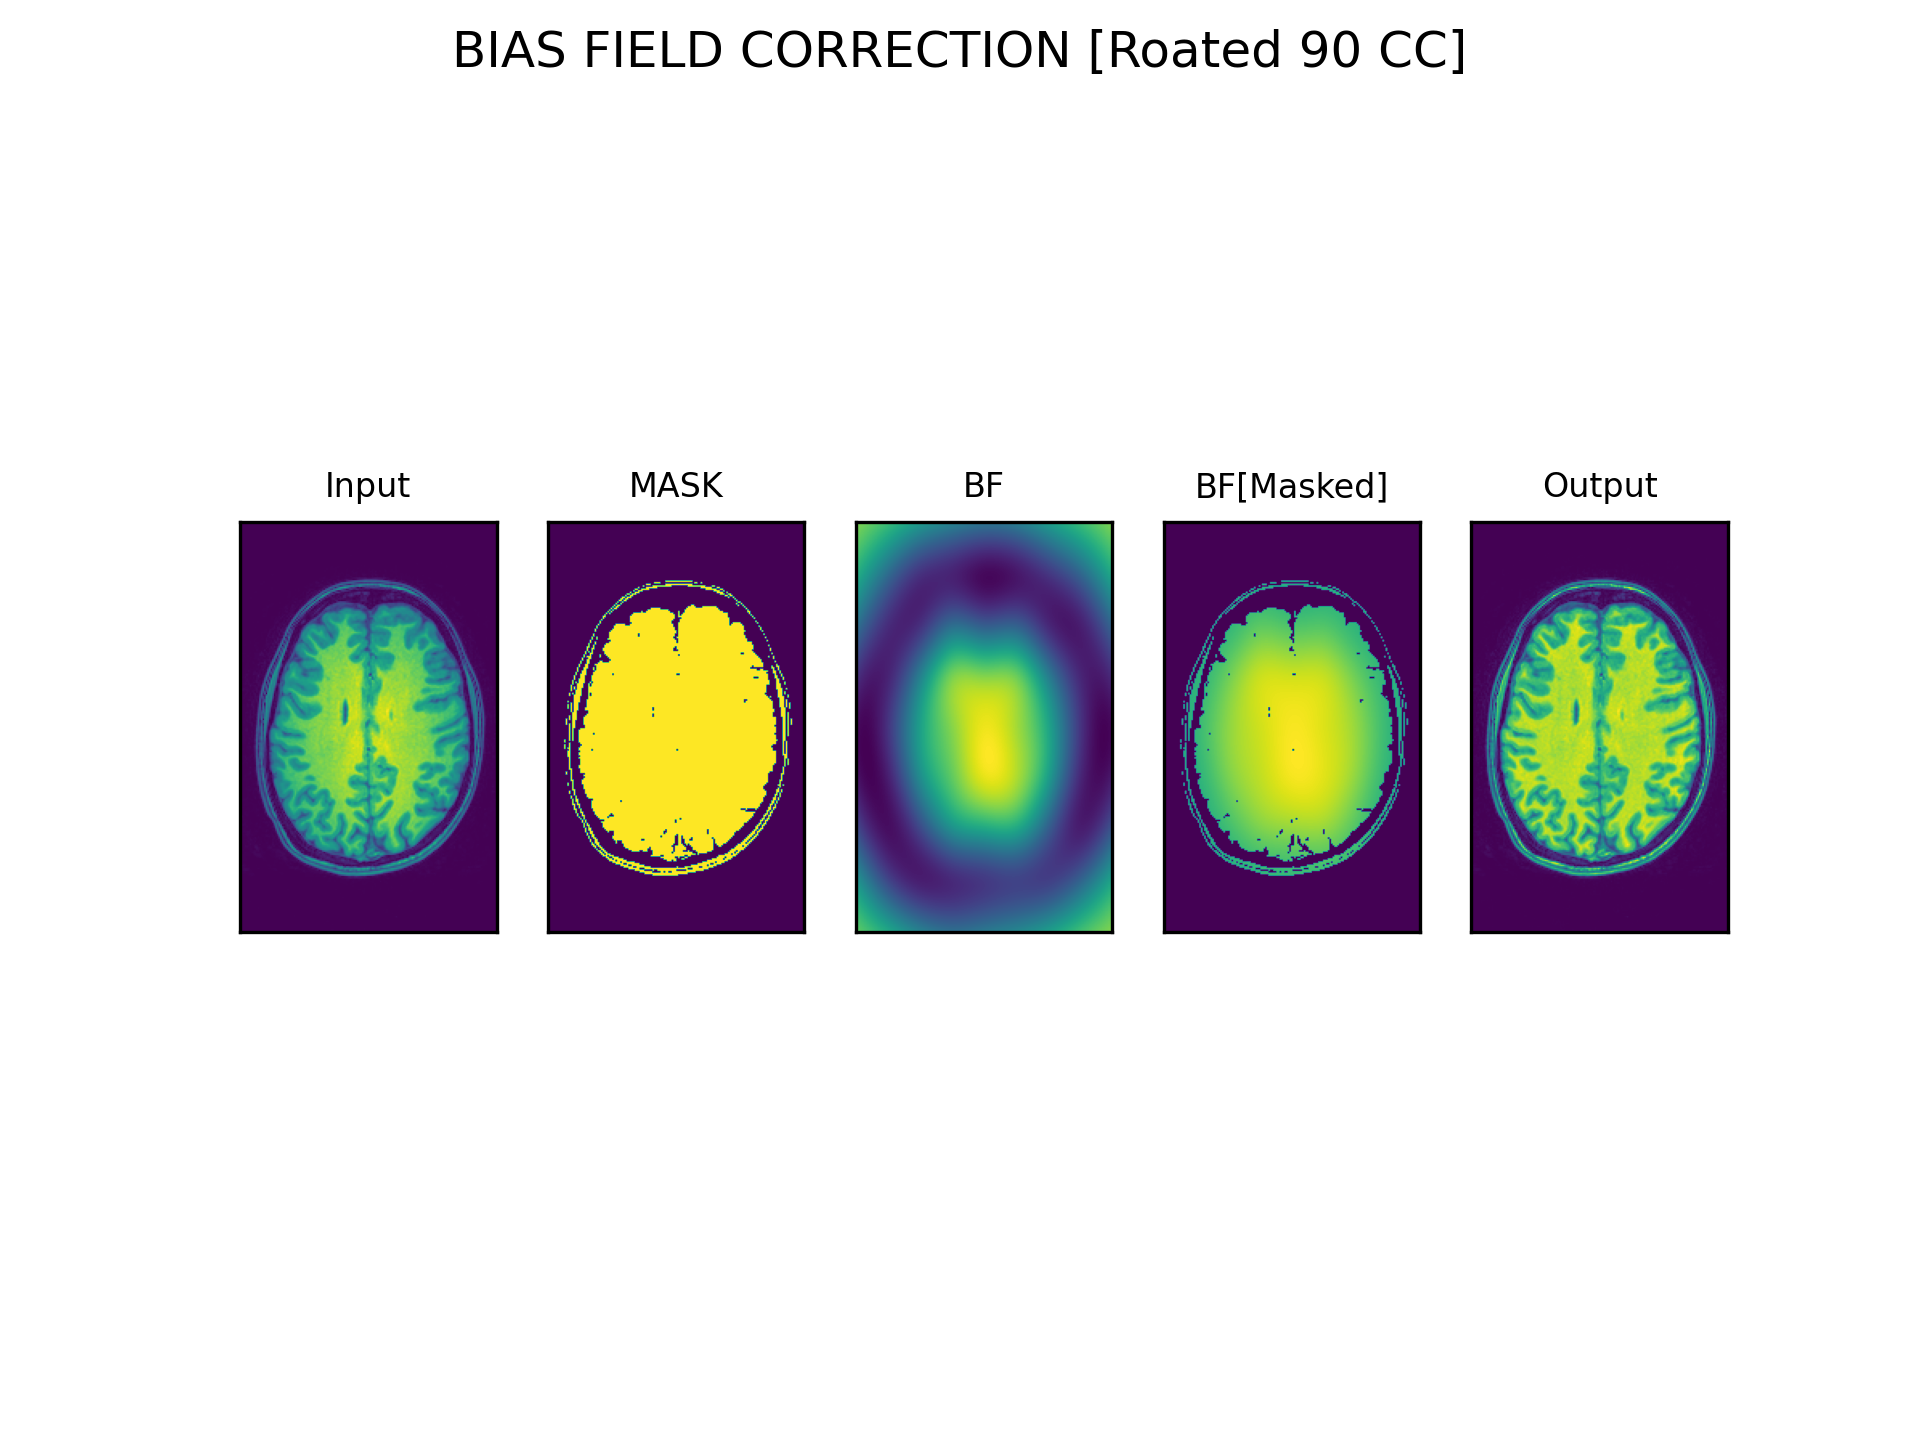 BIAS FIELD CORRECTION [Roated 90 CC]
Input
MASK
BF
BF[Masked]
Output